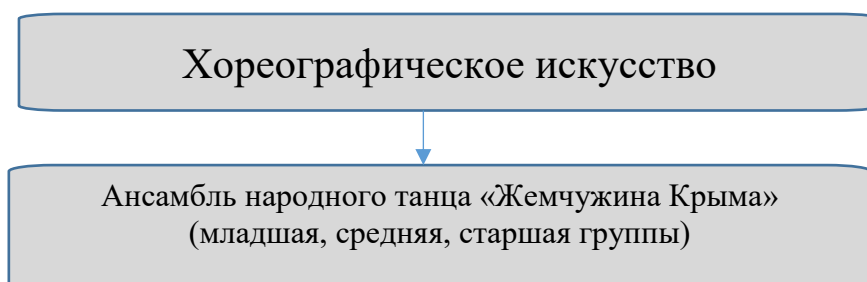 Хореографическое искусство
Ансамбль народного танца «Жемчужина Крыма»
(младшая, средняя, старшая группы)